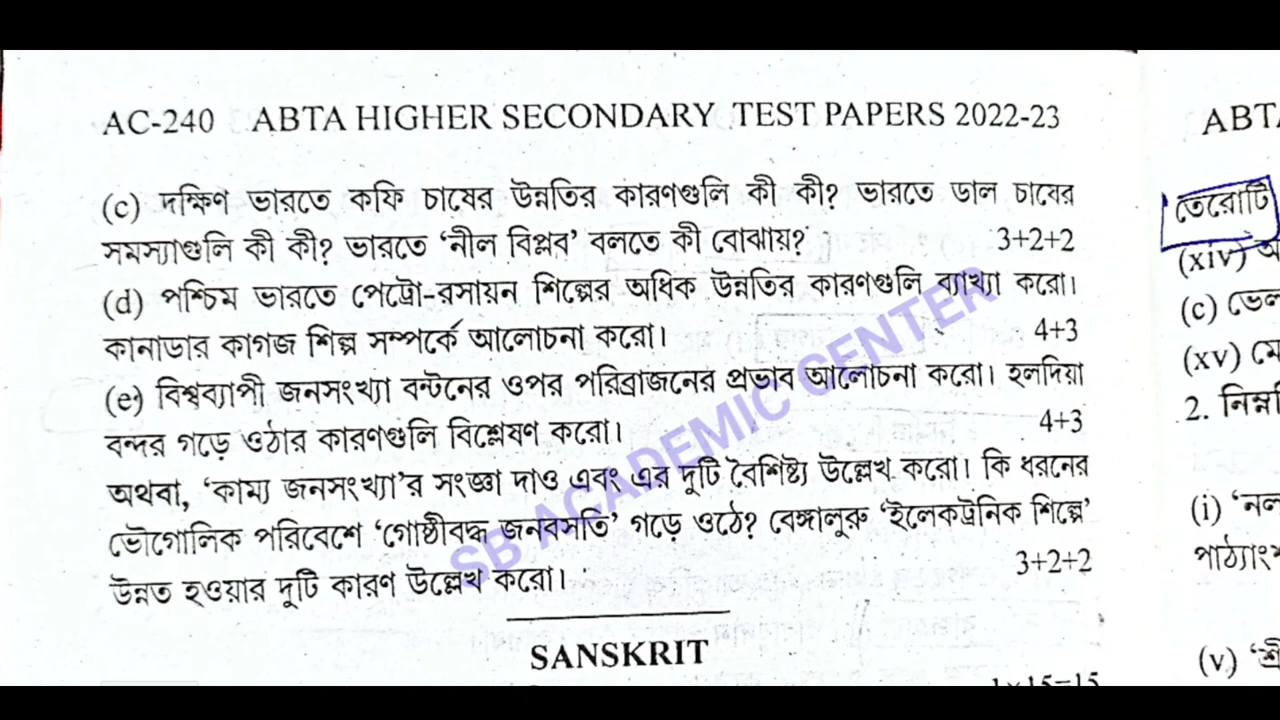 AC-240 ABTA HIGHER SECONDARY TEST PAPERS 2022-23
(c) দক্ষিণ ভারতে কফি চাষের উন্নতির কারণগুলি কী কী? ভারতে ডাল চাষের
সমস্যাগুলি কী কী? ভারতে ‘নীল বিপ্লব’ বলতে কী বোঝায়? 3+2+2
(d) পশ্চিম ভারতে পেট্রো-রসায়ন শিল্পের অধিক উন্নতির কারণগুলি ব্যাখ্যা করো।
কানাডার কাগজ শিল্প সম্পর্কে আলোচনা করো। 4+3
(e) বিশ্বব্যাপী জনসংখ্যা বন্টনের ওপর পরিব্রাজনের প্রভাব আলোচনা করো। হলদিয়া
বন্দর গড়ে ওঠার কারণগুলি বিশ্লেষণ করো। 4+3
অথবা, ‘কাম্য জনসংখ্যা’র সংজ্ঞা দাও এবং এর দুটি বৈশিষ্ট্য উল্লেখ করো। কি ধরনের
ভৌগোলিক পরিবেশে ‘গোষ্ঠীবদ্ধ জনবসতি’ গড়ে ওঠে? বেঙ্গালুরু ‘ইলেকট্রনিক শিল্পে’
উন্নত হওয়ার দুটি কারণ উল্লেখ করো। 3+2+2
SANSKRIT
1×15=15
SB ACADEMIC CENTER
ABTA
তেরোটি
(xiv)
(c)
(xv)
2.
(i)
(v)